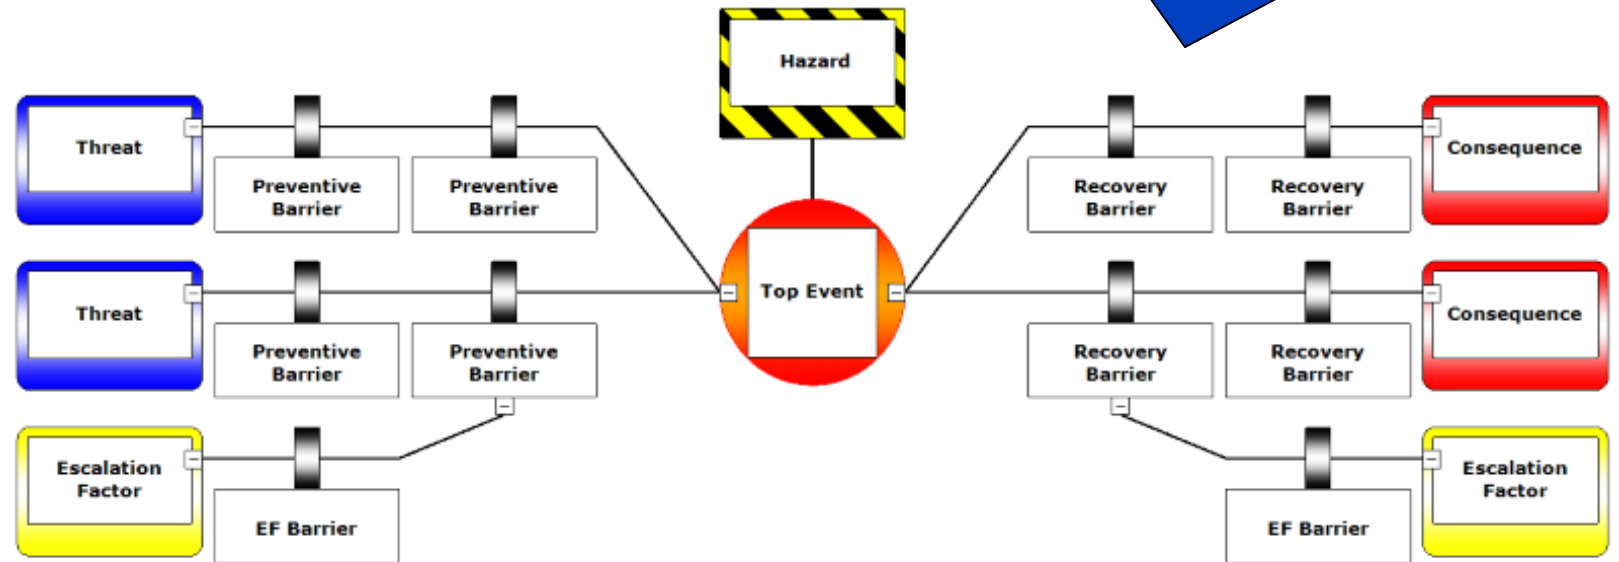 Hazard
Threat
Preventive
Barrier
Preventive
Barrier
Recovery
Barrier
Recovery
Barrier
Consequence
Threat
Preventive
Barrier
Preventive
Barrier
Top Event
Recovery
Barrier
Recovery
Barrier
Consequence
Escalation
Factor
EF Barrier
EF Barrier
Escalation
Factor